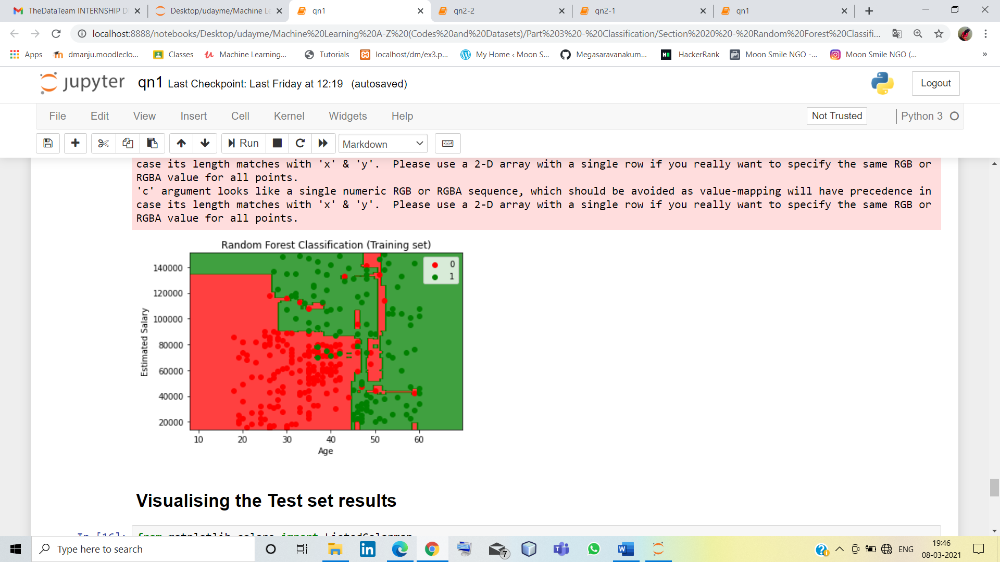 TheDataTeam INTERNSHIP D
Desktop/udayme/Machine Le
qn1
qn2-2
qn2-1
qn1
localhost:8888/notebooks/Desktop/udayme/Machine%20Learning%20A-Z%20(Codes%20and%20Datasets)/Part%203%20-%20Classification/Section%2020%20-%20Random%20Forest%20Classifi...
Apps
dmanju.moodleclo...
Classes
Machine Learning...
Tutorials
localhost/dm/ex3.p...
My Home ‹ Moon S...
Megasaravanakum...
HackerRank
Moon Smile NGO -...
Moon Smile NGO (...
»
jupyter qn1 Last Checkpoint: Last Friday at 12:19 (autosaved)
Logout
File Edit View Insert Cell Kernel Widgets Help
Not Trusted
Python 3
Run
Markdown
case its length matches with 'x' & 'y'.  Please use a 2-D array with a single row if you really want to specify the same RGB or
RGBA value for all points.
'c' argument looks like a single numeric RGB or RGBA sequence, which should be avoided as value-mapping will have precedence in
case its length matches with 'x' & 'y'.  Please use a 2-D array with a single row if you really want to specify the same RGB or
RGBA value for all points.
Random Forest Classification (Training set)
0
1
140000
120000
100000
80000
60000
40000
20000
Estimated Salary
10 20 30 40 50 60
Age
Visualising the Test set results
In [16]: from matplotlib.colors import ListedColormap
Type here to search
7
ENG
19:46
08-03-2021